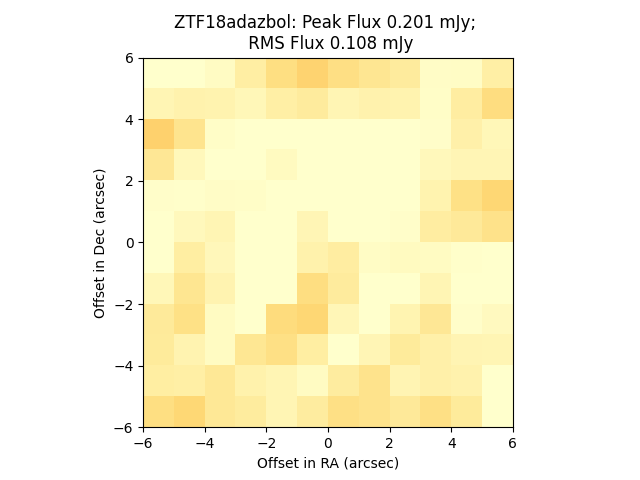 ZTF18adazbol: Peak Flux 0.201 mJy;
RMS Flux 0.108 mJy
6
4
2
0
−2
−4
−6
Offset in Dec (arcsec)
−6 −4 −2 0 2 4 6
Offset in RA (arcsec)